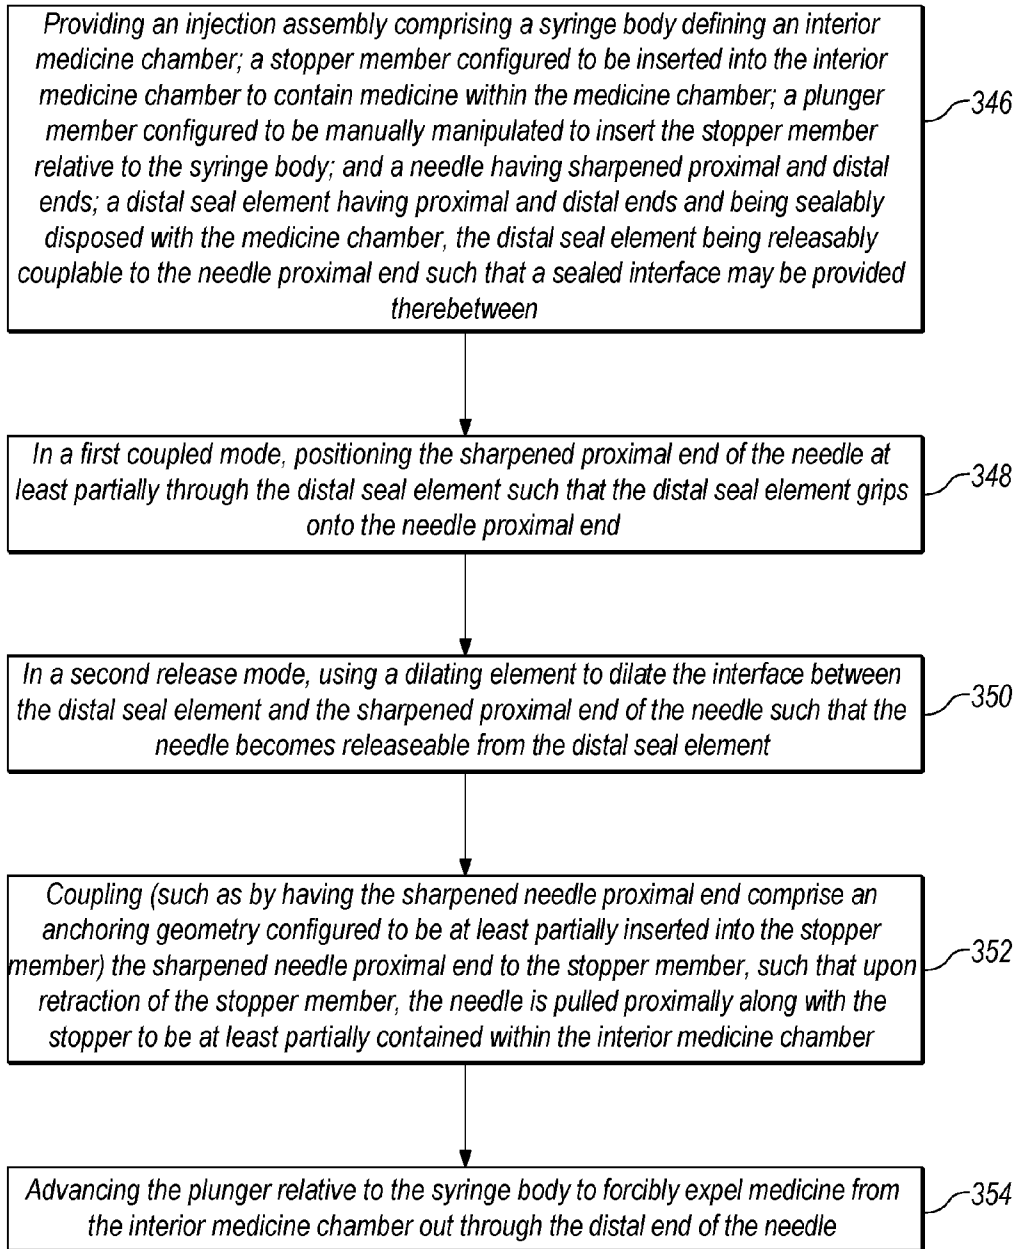 Providing an injection assembly comprising a syringe body defining an interior
medicine chamber; a stopper member configured to be inserted into the interior
medicine chamber to contain medicine within the medicine chamber; a plunger
member configured to be manually manipulated to insert the stopper member
relative to the syringe body; and a needle having sharpened proximal and distal
ends; a distal seal element having proximal and distal ends and being sealably
disposed with the medicine chamber, the distal seal element being releasably
couplable to the needle proximal end such that a sealed interface may be provided
therebetween
346
In a first coupled mode, positioning the sharpened proximal end of the needle at
least partially through the distal seal element such that the distal seal element grips
onto the needle proximal end
348
In a second release mode, using a dilating element to dilate the interface between
the distal seal element and the sharpened proximal end of the needle such that the
needle becomes releaseable from the distal seal element
350
Coupling (such as by having the sharpened needle proximal end comprise an
anchoring geometry configured to be at least partially inserted into the stopper
member) the sharpened needle proximal end to the stopper member, such that upon
retraction of the stopper member, the needle is pulled proximally along with the
stopper to be at least partially contained within the interior medicine chamber
352
Advancing the plunger relative to the syringe body to forcibly expel medicine from
the interior medicine chamber out through the distal end of the needle
354